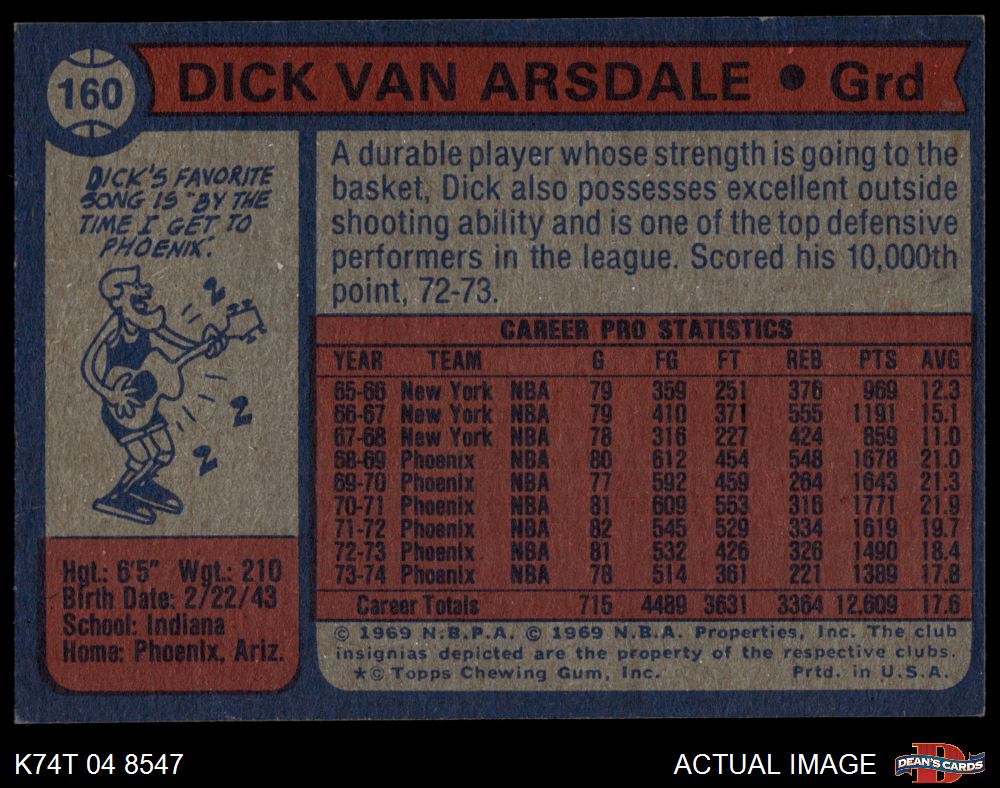 160
DICK VAN ARSDALE • Grd
DICK'S FAVORITE
SONG IS "BY THE
TIME I GET TO
PHOENIX."
A durable player whose strength is going to the
basket, Dick also possesses excellent outside
shooting ability and is one of the top defensive
performers in the league. Scored his 10,000th
point, 72-73.
CAREER PRO STATISTICS
YEAR TEAM G FG FT REB PTS AVG
65-66 New York NBA 79 359 251 376 969 12.3
66-67 New York NBA 79 410 371 555 1191 15.1
67-68 New York NBA 78 316 227 424 859 11.0
68-69 Phoenix NBA 80 612 454 548 1678 21.0
69-70 Phoenix NBA 77 592 459 264 1643 21.3
70-71 Phoenix NBA 81 609 553 316 1771 21.9
71-72 Phoenix NBA 82 545 529 334 1619 19.7
72-73 Phoenix NBA 81 532 426 326 1490 18.4
73-74 Phoenix NBA 78 514 361 221 1389 17.8
Career Totals 715 4489 3631 3364 12,609 17.6
Hgt.: 6'5" Wgt.: 210
Birth Date: 2/22/43
School: Indiana
Home: Phoenix, Ariz.
© 1969 N.B.P.A. © 1969 N.B.A. Properties, Inc. The club
insignias depicted are the property of the respective clubs.
*© Topps Chewing Gum, Inc. Prtd. in U.S.A.
K74T 04 8547
ACTUAL IMAGE
D
DEAN'S CARDS